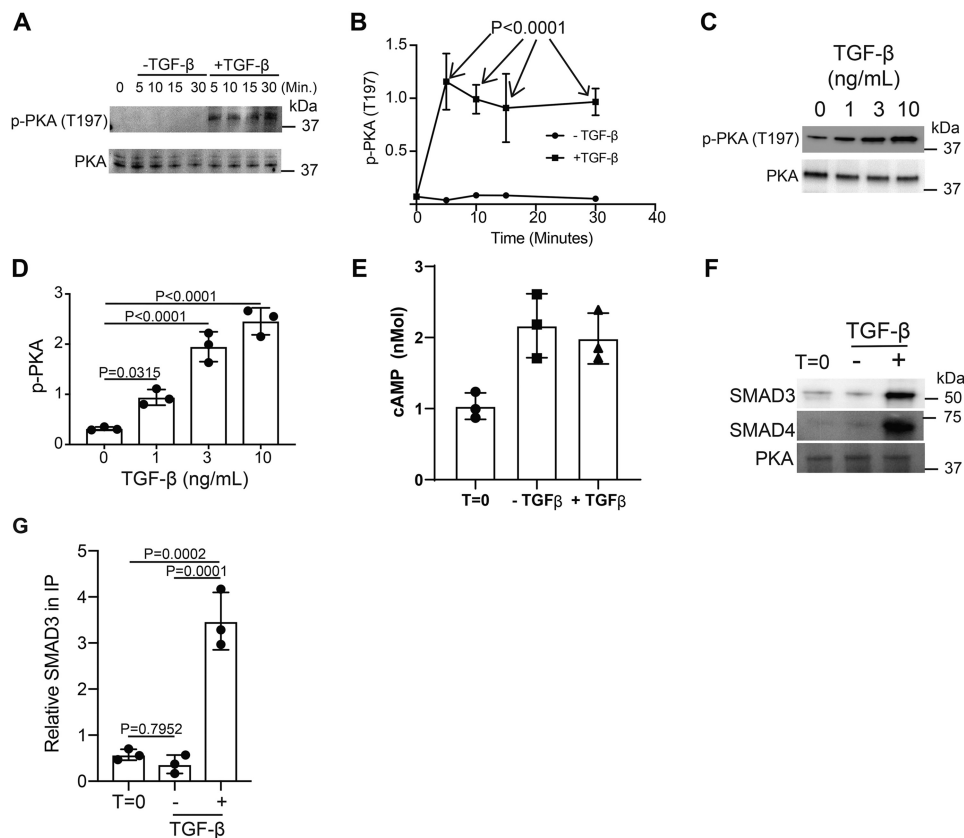 A
-TGF-β +TGF-β
0 5 10 15 30 5 10 15 30 (Min.)
kDa
p-PKA (T197)
37
PKA
37
B
P<0.0001
1.5
1.0
0.5
p-PKA (T197)
- TGF-β
+TGF-β
0 10 20 30 40
Time (Minutes)
C
TGF-β
(ng/mL)
0 1 3 10
kDa
p-PKA (T197)
37
PKA
37
D
P<0.0001
P<0.0001
P=0.0315
3
2
1
0
p-PKA
0 1 3 10
TGF-β (ng/mL)
E
3
2
1
0
cAMP (nMol)
T=0 - TGFβ + TGFβ
F
TGF-β
T=0 - +
kDa
SMAD3
50
75
SMAD4
PKA
37
G
P=0.0002
P=0.0001
P=0.7952
5
4
3
2
1
0
Relative SMAD3 in IP
T=0 - +
TGF-β